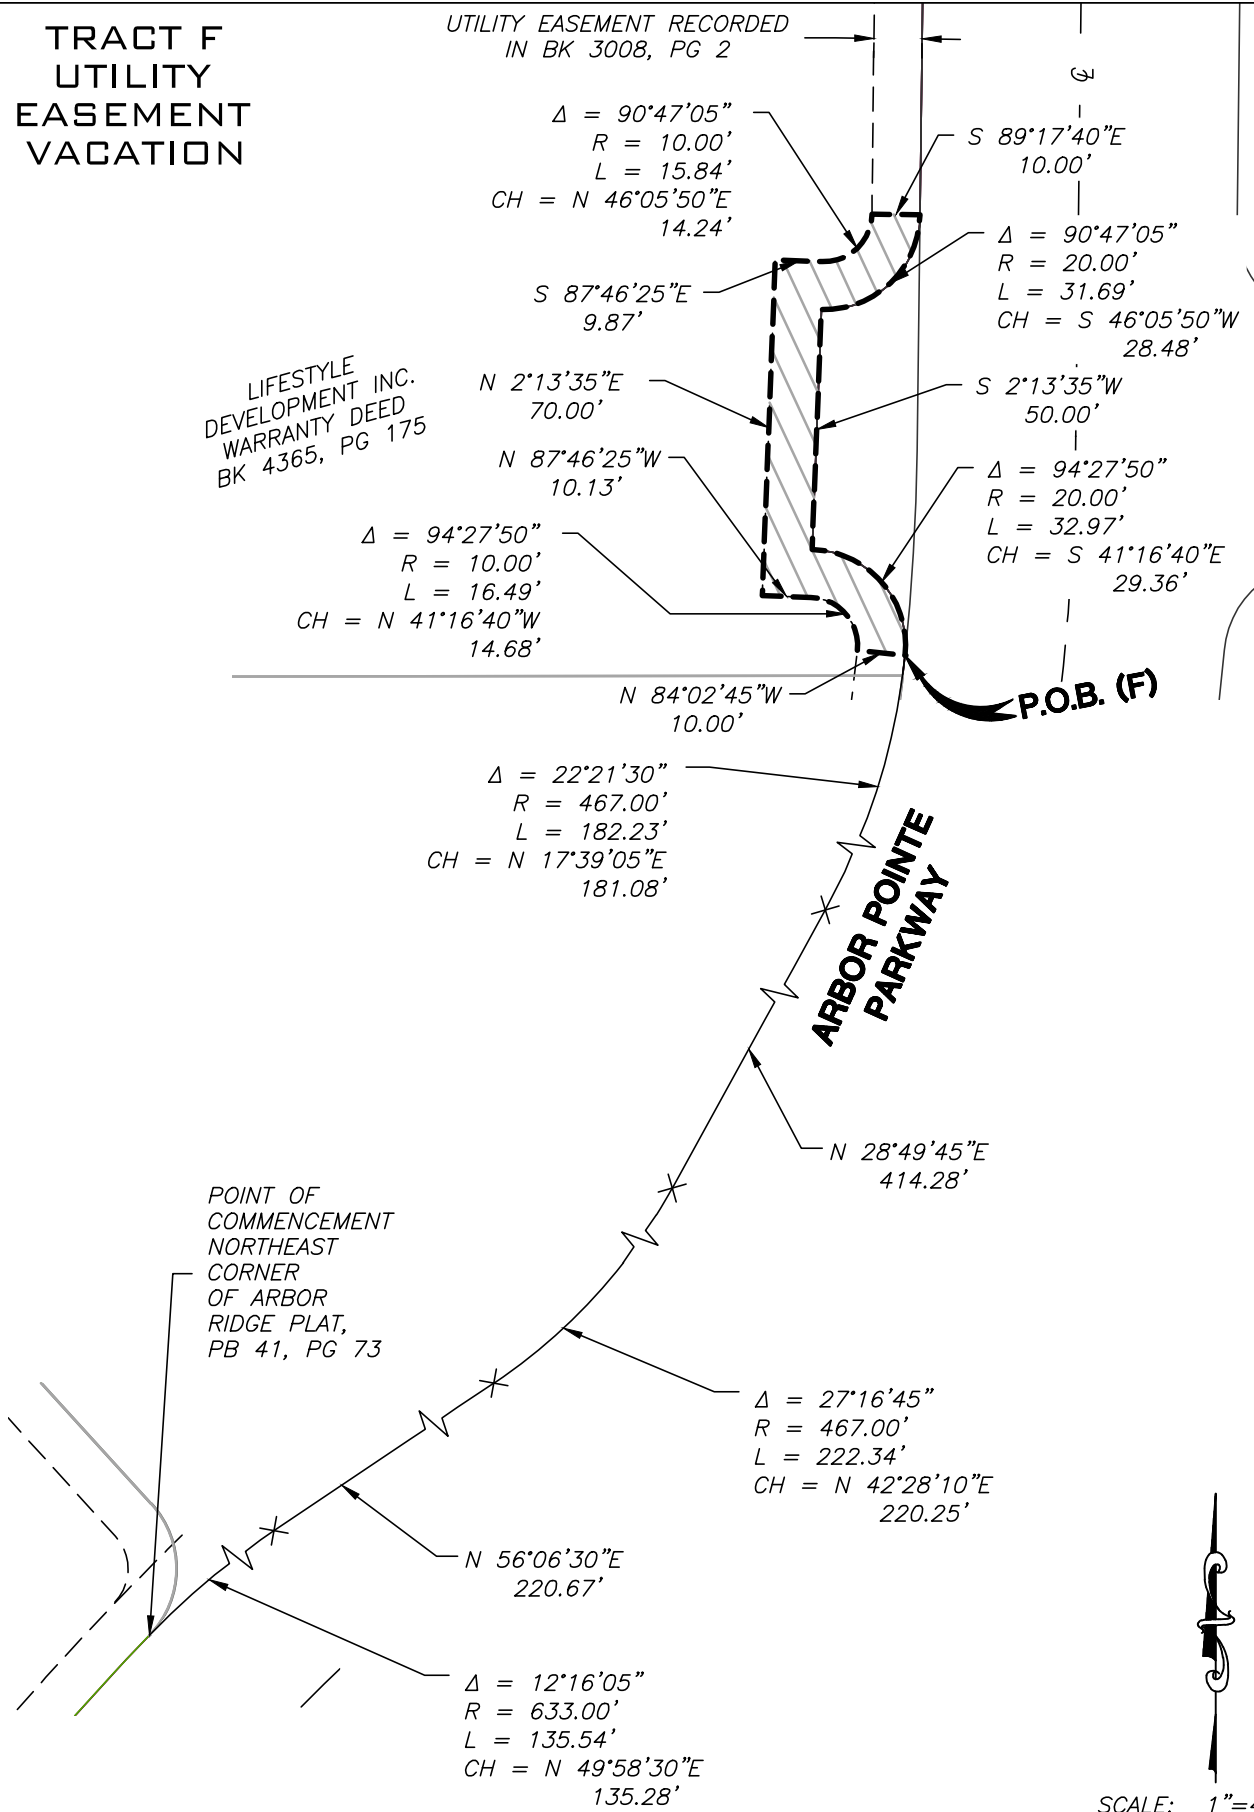 TRACT F
UTILITY
EASEMENT
VACATION
UTILITY EASEMENT RECORDED
IN BK 3008, PG 2
Δ = 90°47'05"
R = 10.00'
L = 15.84'
CH = N 46°05'50"E
14.24'
S 89°17'40"E
10.00'
Δ = 90°47'05"
R = 20.00'
L = 31.69'
CH = S 46°05'50"W
28.48'
S 87°46'25"E
9.87'
LIFESTYLE
DEVELOPMENT INC.
WARRANTY DEED
BK 4365, PG 175
N 2°13'35"E
70.00'
S 2°13'35"W
50.00'
N 87°46'25"W
10.13'
Δ = 94°27'50"
R = 20.00'
L = 32.97'
CH = S 41°16'40"E
29.36'
Δ = 94°27'50"
R = 10.00'
L = 16.49'
CH = N 41°16'40"W
14.68'
N 84°02'45"W
10.00'
P.O.B. (F)
Δ = 22°21'30"
R = 467.00'
L = 182.23'
CH = N 17°39'05"E
181.08'
ARBOR POINTE
PARKWAY
N 28°49'45"E
414.28'
POINT OF
COMMENCEMENT
NORTHEAST
CORNER
OF ARBOR
RIDGE PLAT,
PB 41, PG 73
Δ = 27°16'45"
R = 467.00'
L = 222.34'
CH = N 42°28'10"E
220.25'
N 56°06'30"E
220.67'
Δ = 12°16'05"
R = 633.00'
L = 135.54'
CH = N 49°58'30"E
135.28'
SCALE: 1"=